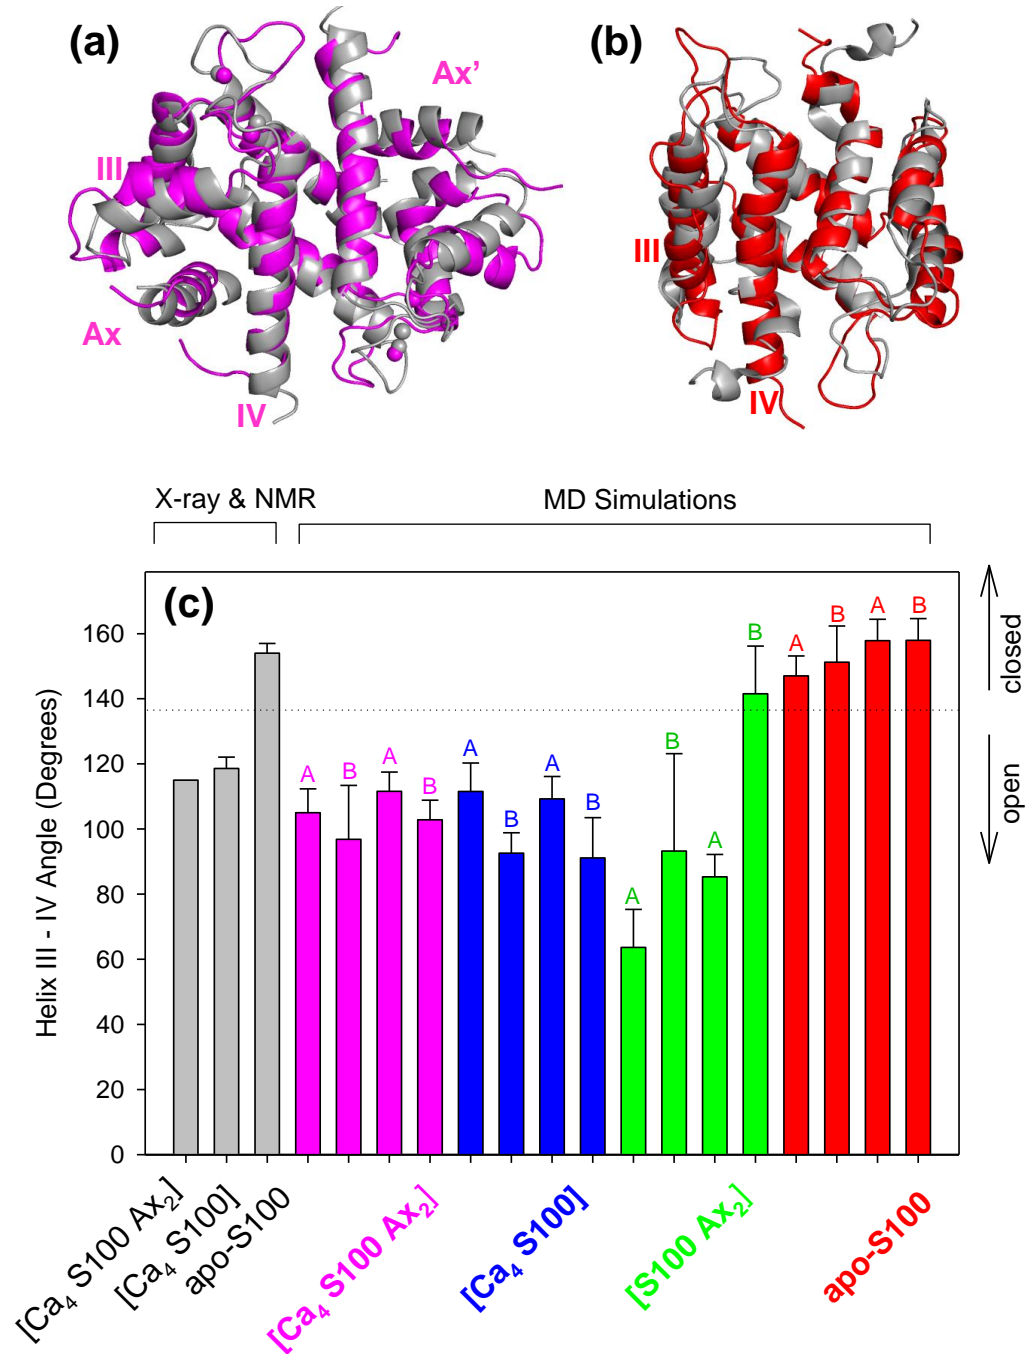 (a)
(b)
Ax’
III
Ax
IV
III
IV
X-ray & NMR
MD Simulations
(c)
Helix III - IV Angle (Degrees)
160
140
120
100
80
60
40
20
0
A
B
A
B
A
B
A
B
A
B
A
B
A
B
A
B
closed
open
[Ca₄ S100 Ax₂]
[Ca₄ S100]
apo-S100
[Ca₄ S100 Ax₂]
[Ca₄ S100]
[S100 Ax₂]
apo-S100